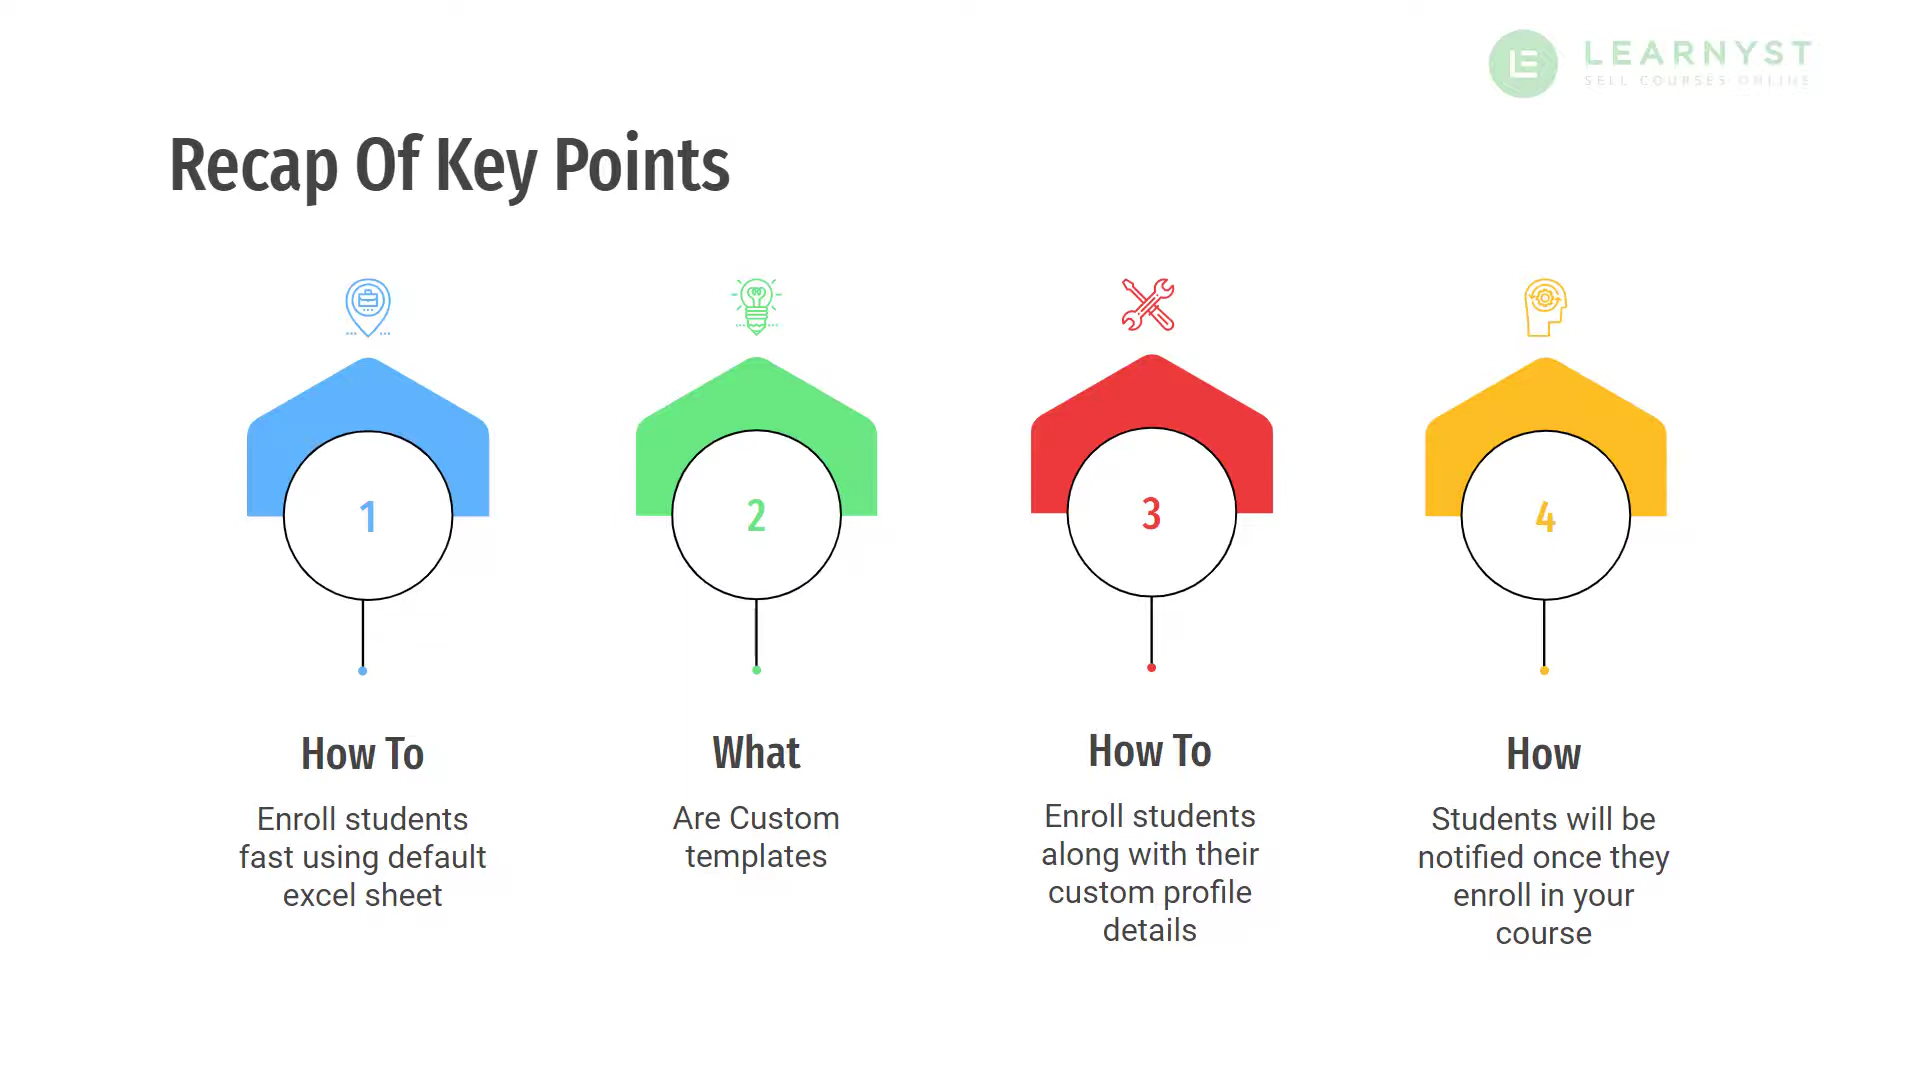 LEARNYST
SELL COURSES ONLINE
Recap Of Key Points
1
2
3
4
How To
Enroll students
fast using default
excel sheet
What
Are Custom
templates
How To
Enroll students
along with their
custom profile
details
How
Students will be
notified once they
enroll in your
course